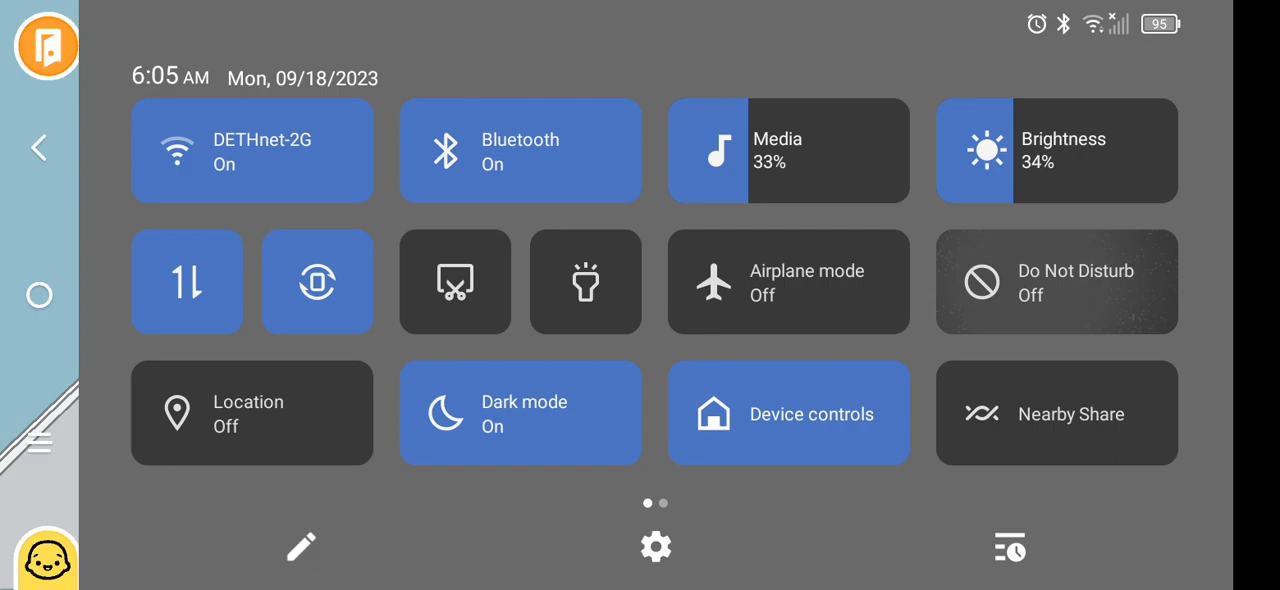 95
6:05 AM Mon, 09/18/2023
DETHnet-2G
On
Bluetooth
On
Media
33%
Brightness
34%
Airplane mode
Off
Do Not Disturb
Off
Location
Off
Dark mode
On
Device controls
Nearby Share